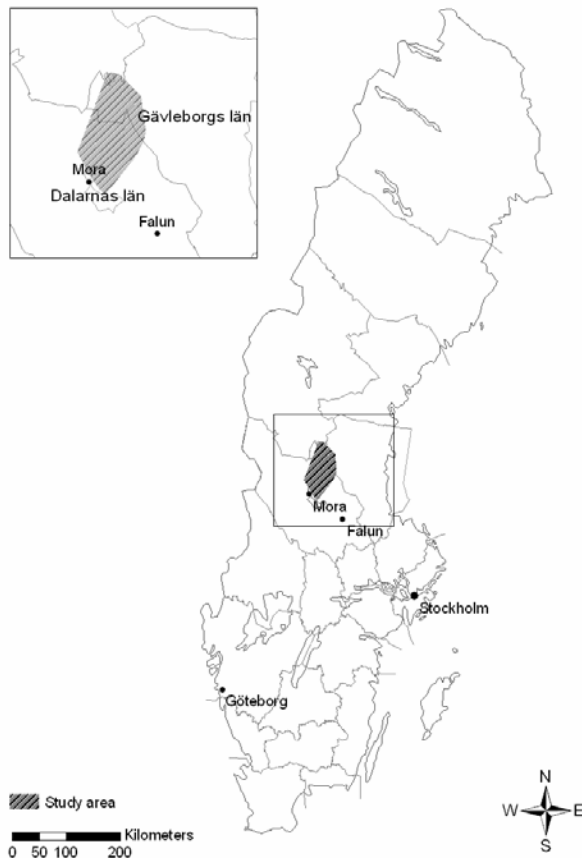 Gävleborgs län
Mora
Dalarnas län
Falun
Mora
Falun
Stockholm
Göteborg
Study area
Kilometers
0 50 100 200
N
W E
S